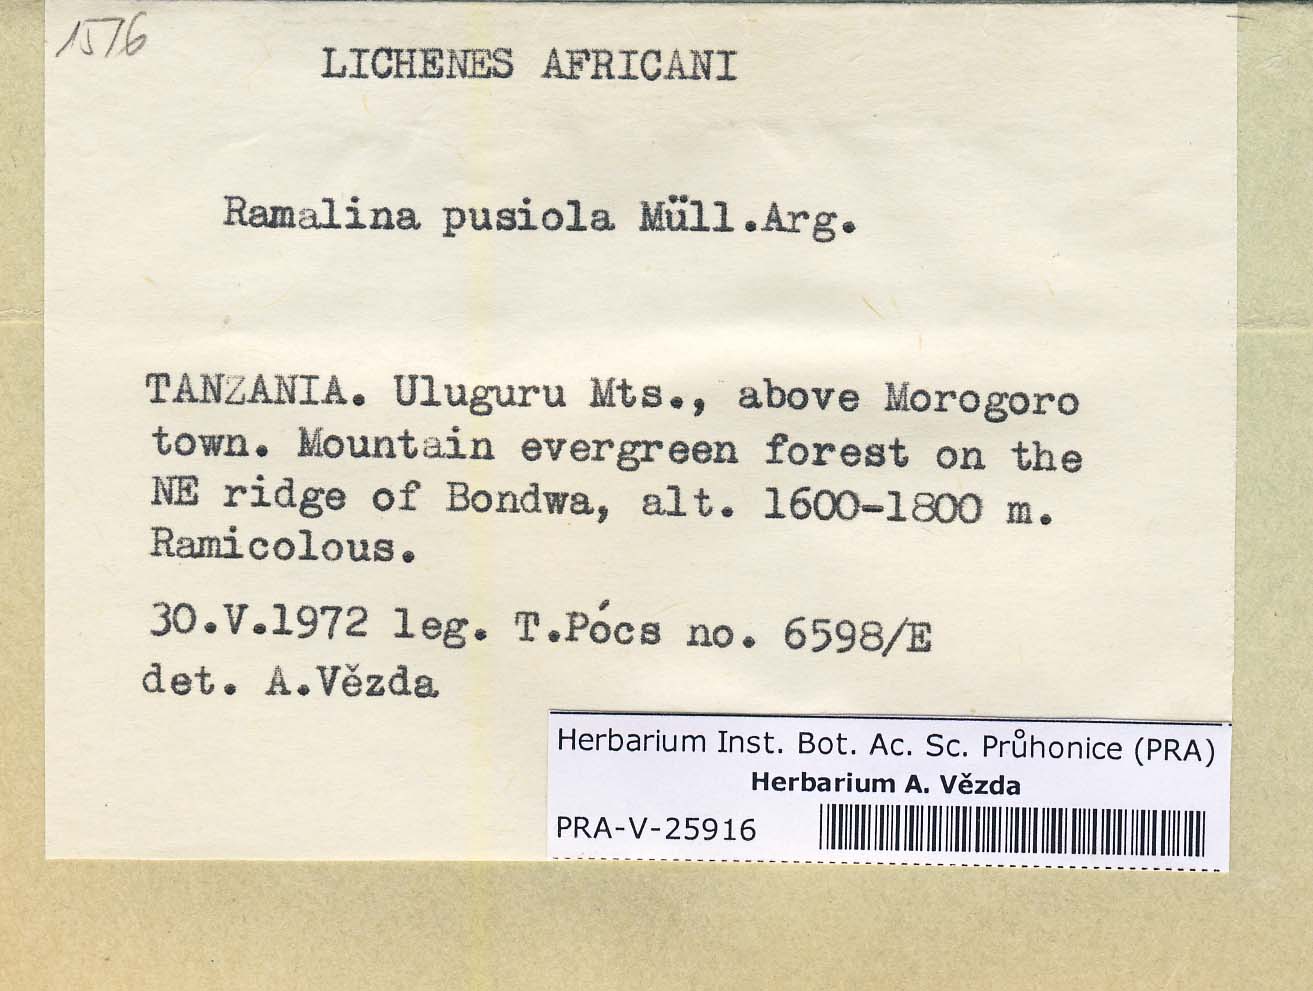 1576
LICHENES AFRICANI
Ramalina pusiola Müll.Arg.
TANZANIA. Uluguru Mts., above Morogoro
town. Mountain evergreen forest on the
NE ridge of Bondwa, alt. 1600-1800 m.
Ramicolous.
30.V.1972 leg. T.Pócs no. 6598/E
det. A.Vězda
Herbarium Inst. Bot. Ac. Sc. Průhonice (PRA)
Herbarium A. Vězda
PRA-V-25916